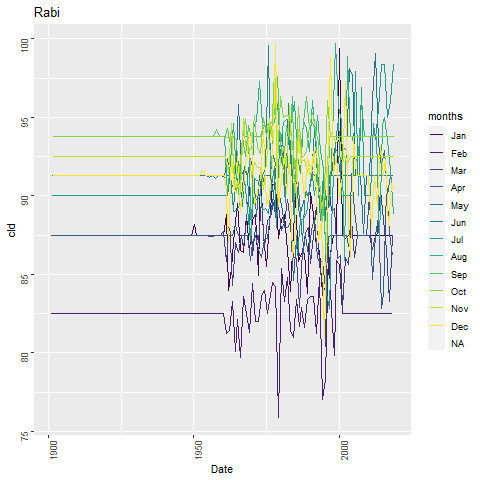 Rabi
100
95
90
85
80
75
cld
1900
1950
2000
Date
months
Jan
Feb
Mar
Apr
May
Jun
Jul
Aug
Sep
Oct
Nov
Dec
NA